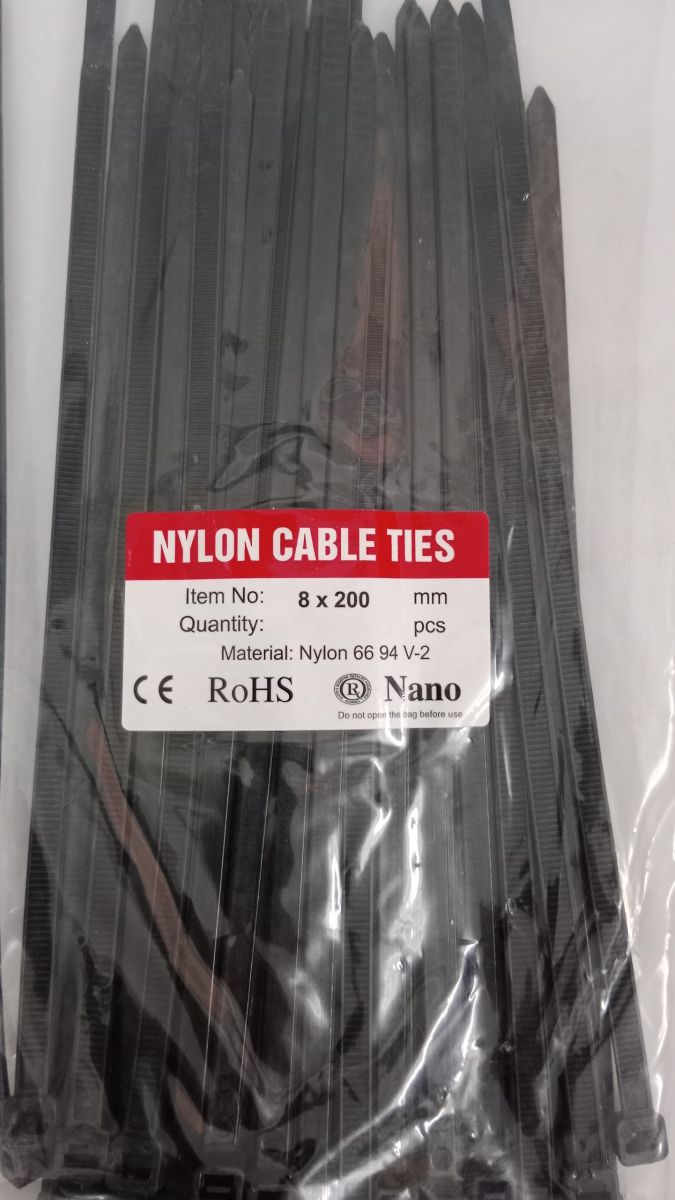 NYLON CABLE TIES
Item No: 8 x 200 mm
Quantity: pcs
Material: Nylon 66 94 V-2
CE RoHS R Nano
Do not open the bag before use